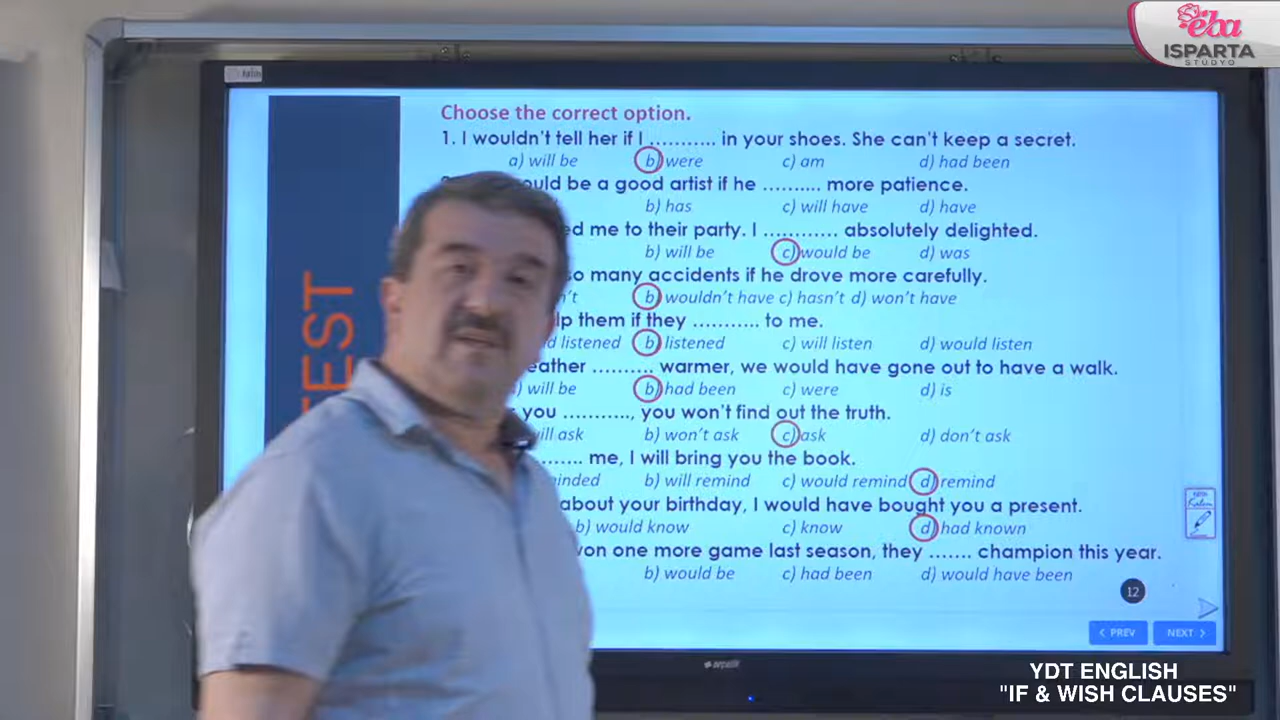 eba
ISPARTA
STÜDYO
Choose the correct option.
1. I wouldn't tell her if I ........... in your shoes. She can't keep a secret.
a) will be b) were c) am d) had been
ould be a good artist if he .......... more patience.
b) has c) will have d) have
ed me to their party. I ............ absolutely delighted.
b) will be c) would be d) was
so many accidents if he drove more carefully.
n't b) wouldn't have c) hasn't d) won't have
lp them if they ........... to me.
d listened b) listened c) will listen d) would listen
eather .......... warmer, we would have gone out to have a walk.
) will be b) had been c) were d) is
you ..........., you won't find out the truth.
will ask b) won't ask c) ask d) don't ask
........ me, I will bring you the book.
inded b) will remind c) would remind d) remind
about your birthday, I would have bought you a present.
b) would know c) know d) had known
won one more game last season, they ....... champion this year.
b) would be c) had been d) would have been
TEST
12
< PREV NEXT >
arçelik
YDT ENGLISH
"IF & WISH CLAUSES"